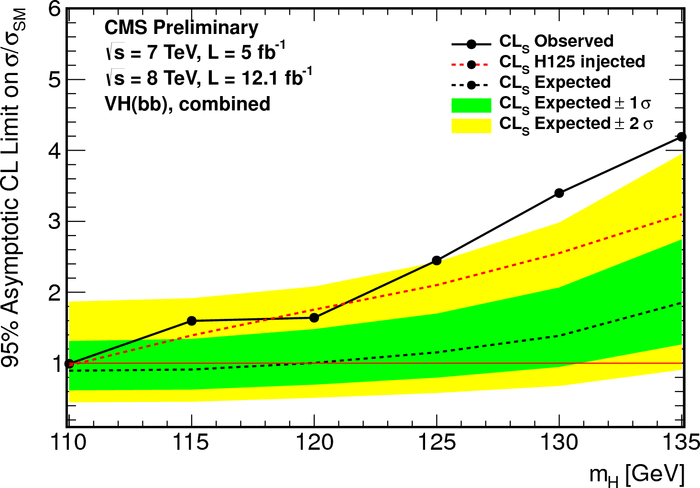 95% Asymptotic CL Limit on σ/σSM
CMS Preliminary
√s = 7 TeV, L = 5 fb-1
√s = 8 TeV, L = 12.1 fb-1
VH(bb), combined
CLS Observed
CLS H125 injected
CLS Expected
CLS Expected ± 1 σ
CLS Expected ± 2 σ
6
5
4
3
2
1
110 115 120 125 130 135
mH [GeV]